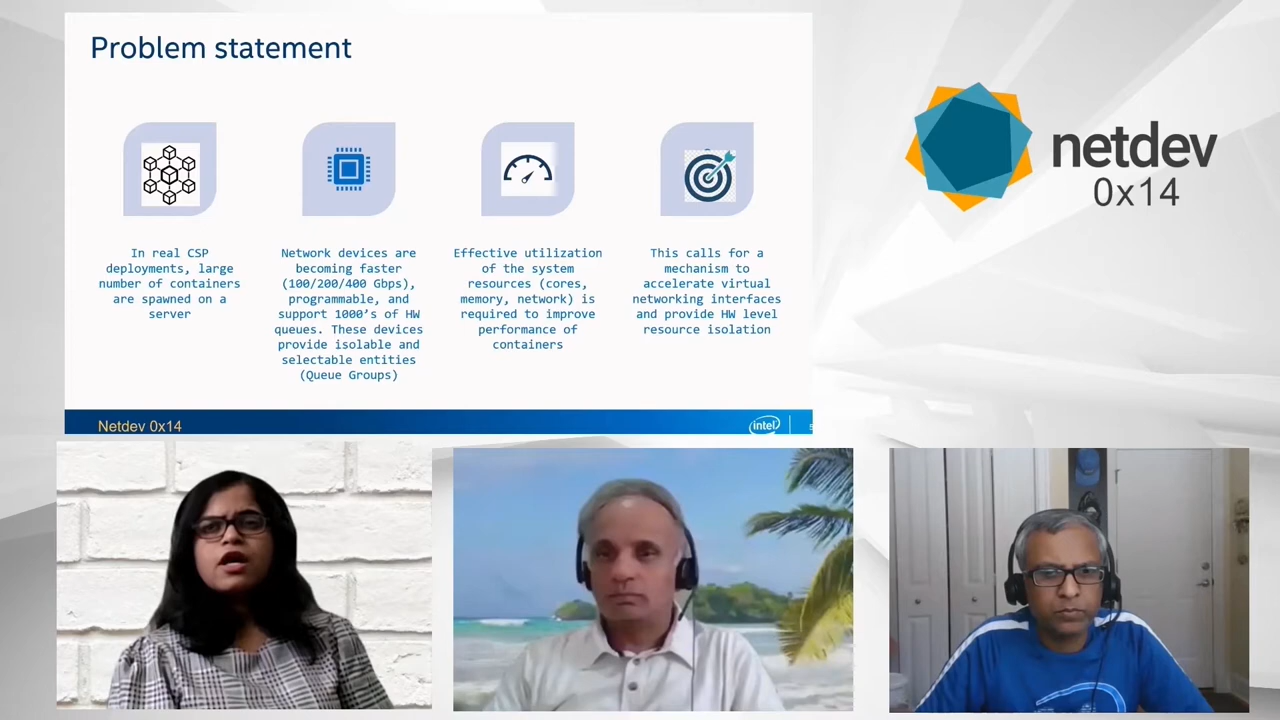 Problem statement
In real CSP
deployments, large
number of containers
are spawned on a
server
Network devices are
becoming faster
(100/200/400 Gbps),
programmable, and
support 1000's of HW
queues. These devices
provide isolable and
selectable entities
(Queue Groups)
Effective utilization
of the system
resources (cores,
memory, network) is
required to improve
performance of
containers
This calls for a
mechanism to
accelerate virtual
networking interfaces
and provide HW level
resource isolation
Netdev 0x14
intel
netdev
0x14